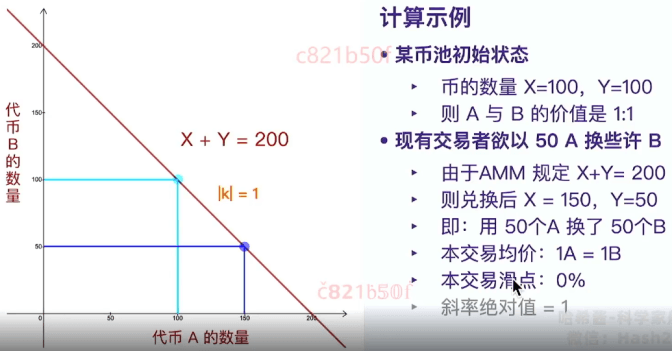 计算示例
• 某币池初始状态
‣ 币的数量 X=100，Y=100
‣ 则 A 与 B 的价值是 1:1
• 现有交易者欲以 50 A 换些许 B
‣ 由于AMM 规定 X+Y= 200
‣ 则兑换后 X = 150，Y=50
‣ 即：用 50个A 换了 50个B
‣ 本交易均价：1A = 1B
‣ 本交易滑点：0%
‣ 斜率绝对值 = 1
代币B的数量
200
150
100
50
X + Y = 200
|k| = 1
0
50
100
150
200
代币 A 的数量
c821b50f
c821b50f
哈希盏-科学家
微信：Hash